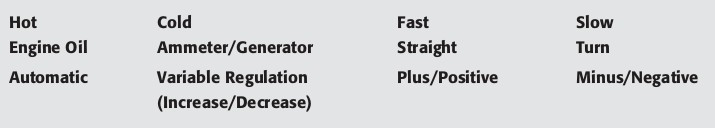 Hot Cold Fast Slow
Engine Oil Ammeter/Generator Straight Turn
Automatic Variable Regulation Plus/Positive Minus/Negative
(Increase/Decrease)